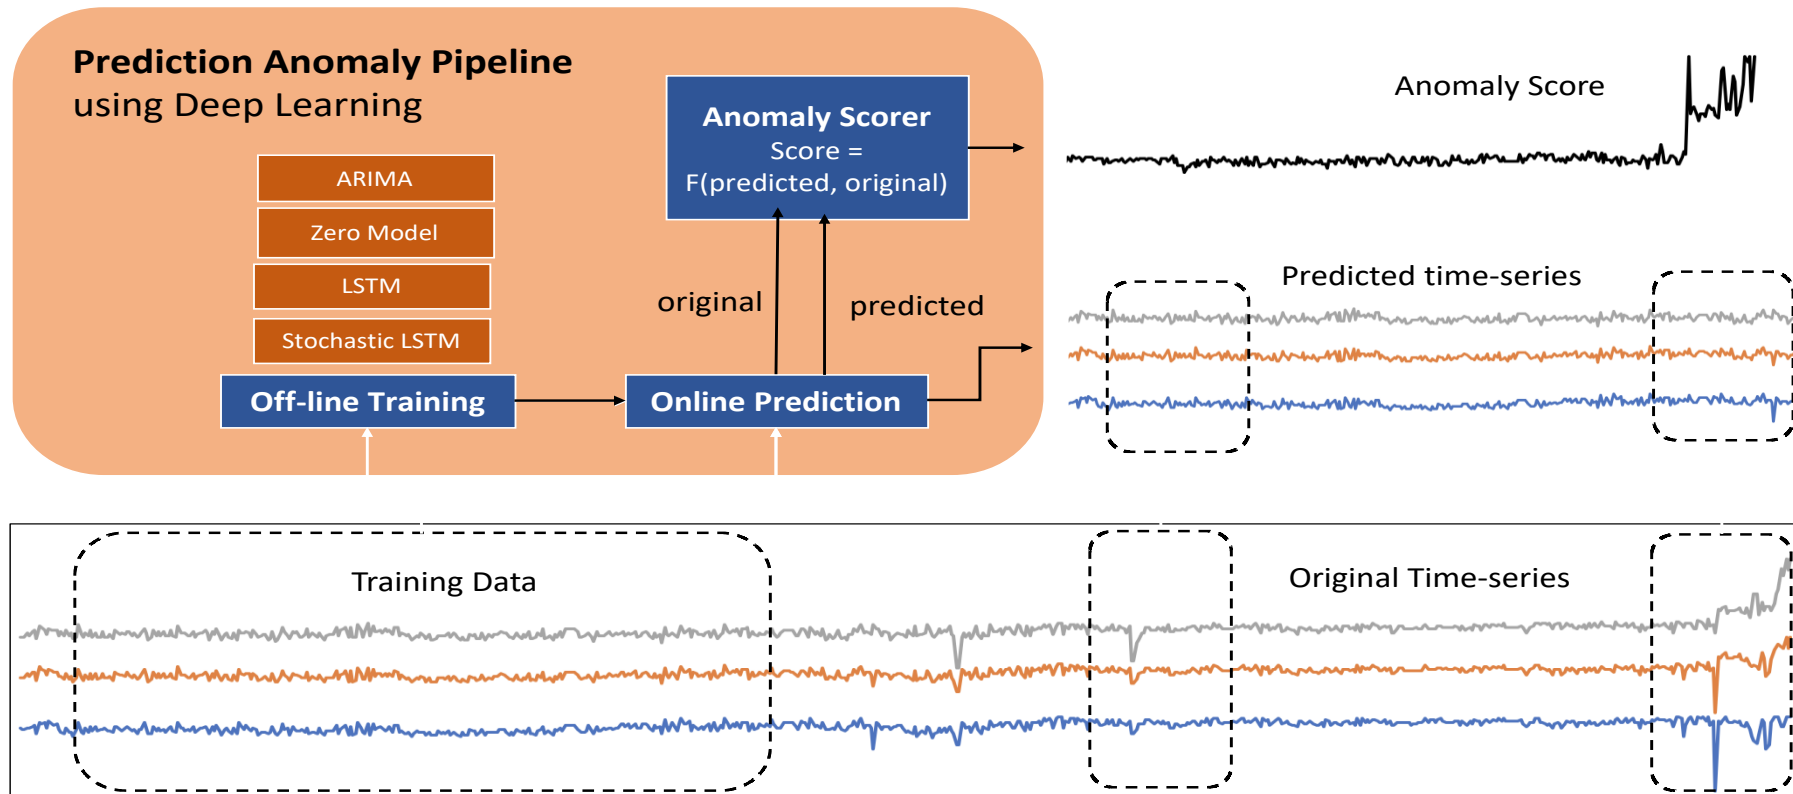 Prediction Anomaly Pipeline
using Deep Learning
ARIMA
Zero Model
LSTM
Stochastic LSTM
Off-line Training
Anomaly Scorer
Score =
F(predicted, original)
original
predicted
Online Prediction
Anomaly Score
Predicted time-series
Training Data
Original Time-series